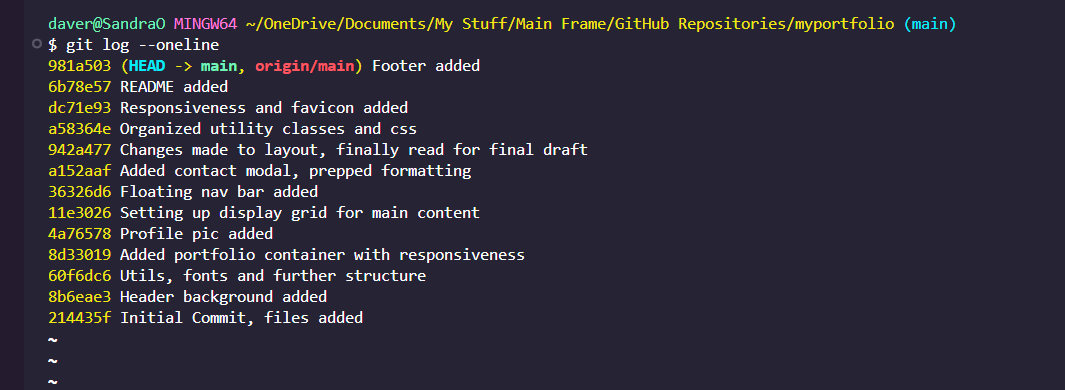 daver@SandraO MINGW64 ~/OneDrive/Documents/My Stuff/Main Frame/GitHub Repositories/myportfolio (main)
$ git log --oneline
981a503 (HEAD -> main, origin/main) Footer added
6b78e57 README added
dc71e93 Responsiveness and favicon added
a58364e Organized utility classes and css
942a477 Changes made to layout, finally read for final draft
a152aaf Added contact modal, prepped formatting
36326d6 Floating nav bar added
11e3026 Setting up display grid for main content
4a76578 Profile pic added
8d33019 Added portfolio container with responsiveness
60f6dc6 Utils, fonts and further structure
8b6eae3 Header background added
214435f Initial Commit, files added
~
~
~